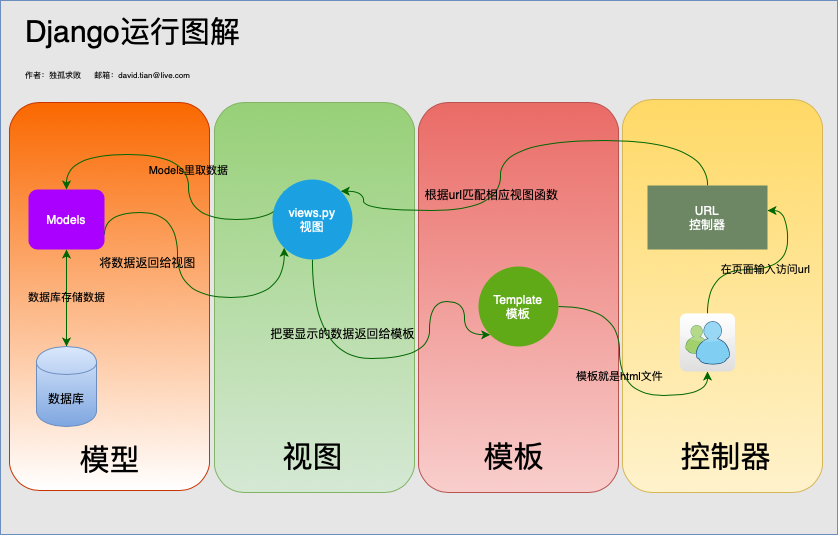 Django运行图解
作者：独孤求败 邮箱：david.tian@live.com
Models里取数据
根据url匹配相应视图函数
Models
views.py
视图
URL
控制器
将数据返回给视图
在页面输入访问url
数据库存储数据
Template
模板
把要显示的数据返回给模板
模板就是html文件
数据库
模型
视图
模板
控制器